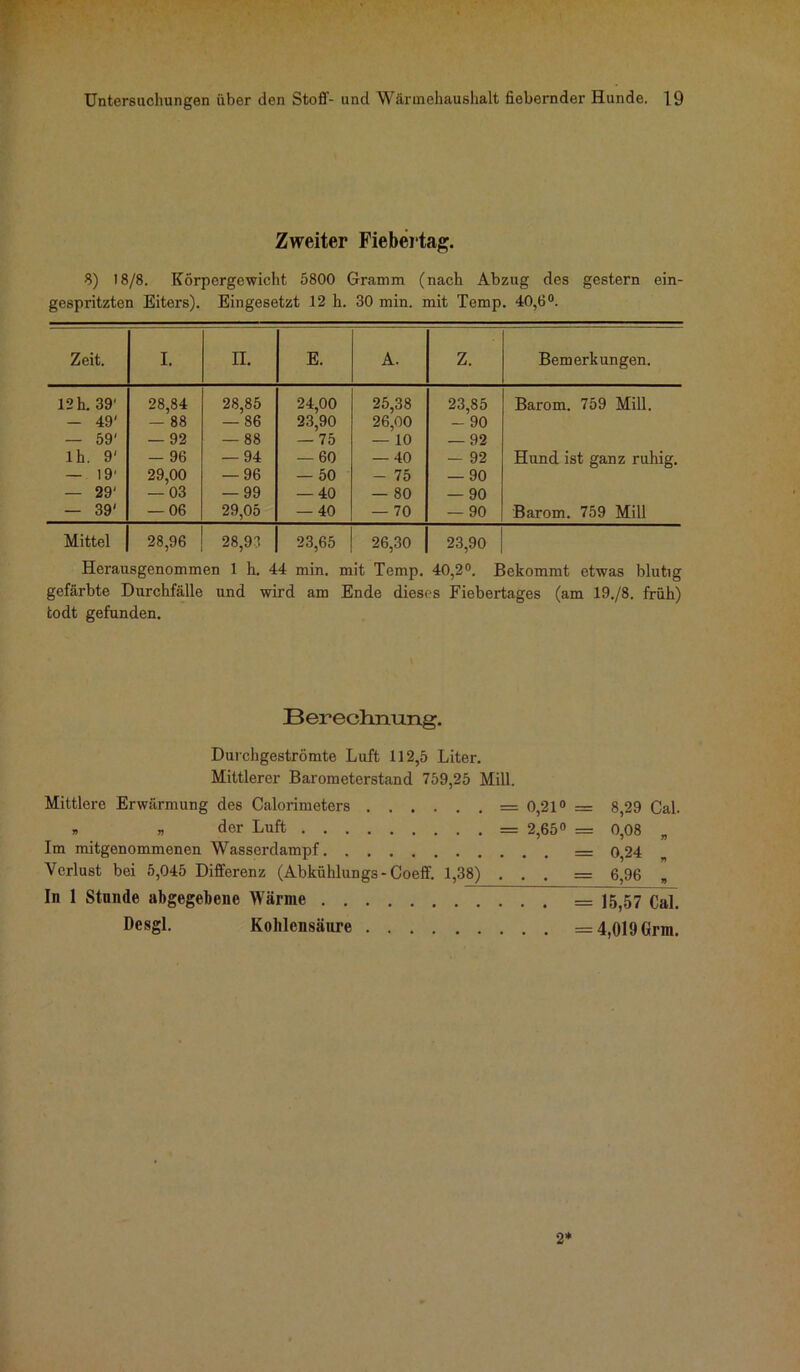 Untersuchungen über den Stoff- und Wärmehaushalt fiebernder Hunde. 19
Zweiter Fiebertag.
8) 18/8. Körpergewicht 5800 Gramm (nach Abzug des gestern ein-
gespritzten Eiters). Eingesetzt 12 h. 30 min. mit Temp. 40,6⁰.
Zeit. I. II. E. A. Z. Bemerkungen.
12 h. 39' 28,84 28,85 24,00 25,38 23,85 Barom. 759 Mill.
— 49' — 88 — 86 23,90 26,00 — 90
— 59' — 92 — 88 — 75 — 10 — 92
1h. 9' — 96 — 94 — 60 — 40 — 92 Hund ist ganz ruhig.
— 19' 29,00 — 96 — 50 — 75 — 90
— 29' — 03 — 99 — 40 — 80 — 90
— 39' — 06 29,05 — 40 — 70 — 90 Barom. 759 Mill
Mittel 28,96 28,93 23,65 26,30 23,90
Herausgenommen 1 h. 44 min. mit Temp. 40,2⁰. Bekommt etwas blutig
gefärbte Durchfälle und wird am Ende dieses Fiebertages (am 19./8. früh)
todt gefunden.
Berechnung.
Durchgeströmte Luft 112,5 Liter.
Mittlerer Barometerstand 759,25 Mill.
Mittlere Erwärmung des Calorimeters . . . . . . = 0,21⁰ = 8,29 Cal.
„ „ der Luft . . . . . . . . . = 2,65⁰ = 0,08 „
Im mitgenommenen Wasserdampf. . . . . . . . . . . = 0,24 „
Verlust bei 5,045 Differenz (Abkühlungs-Coeff. 1,38) . . . = 6,96 „
In 1 Stunde abgegebene Wärme . . . . . . . . . . . = 15,57 Cal.
Desgl. Kohlensäure . . . . . . . . . = 4,019 Grm.
2*